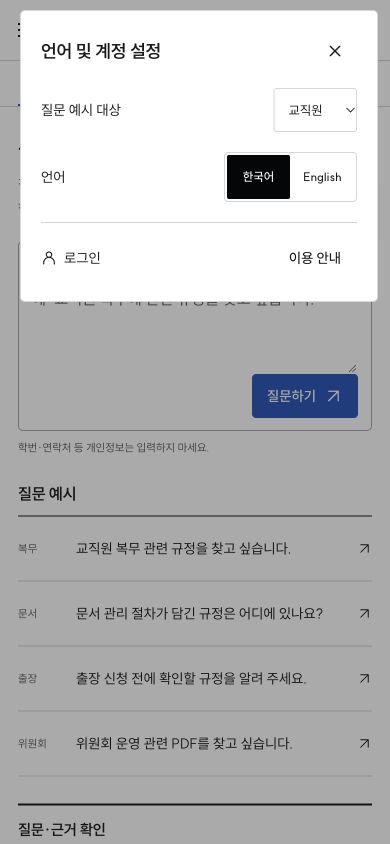 언어 및 계정 설정
질문 예시 대상
교직원
언어
한국어
English
로그인
이용 안내
질문하기
학번·연락처 등 개인정보는 입력하지 마세요.
질문 예시
복무
교직원 복무 관련 규정을 찾고 싶습니다.
문서
문서 관리 절차가 담긴 규정은 어디에 있나요?
출장
출장 신청 전에 확인할 규정을 알려 주세요.
위원회
위원회 운영 관련 PDF를 찾고 싶습니다.
질문·근거 확인